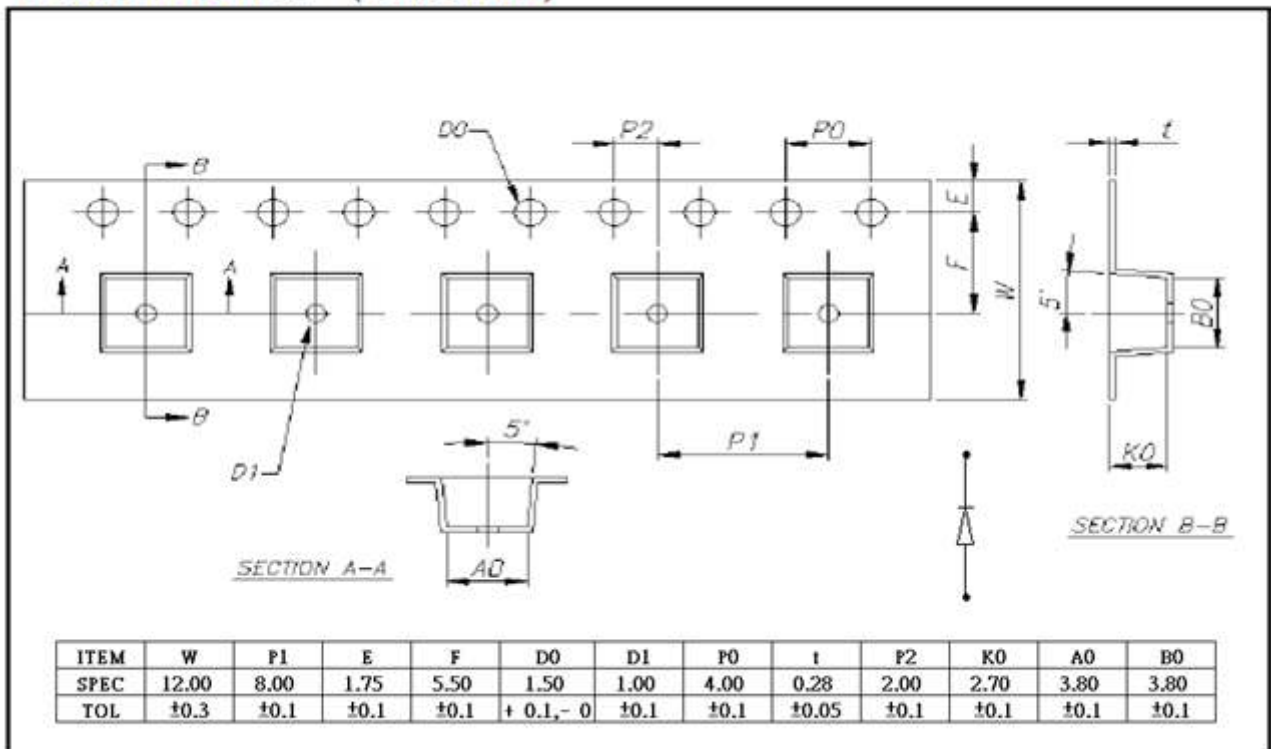 D0
P2
P0
t
B
E
A
A
F
W
5°
B0
B
D1
5°
P1
K0
SECTION A-A
A0
SECTION B-B
ITEM W P1 E F D0 D1 P0 t P2 K0 A0 B0
SPEC 12.00 8.00 1.75 5.50 1.50 1.00 4.00 0.28 2.00 2.70 3.80 3.80
TOL ±0.3 ±0.1 ±0.1 ±0.1 + 0.1,- 0 ±0.1 ±0.1 ±0.05 ±0.1 ±0.1 ±0.1 ±0.1